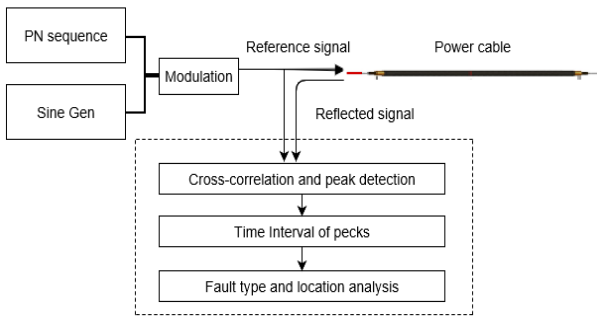 PN sequence
Sine Gen
Modulation
Reference signal
Power cable
Reflected signal
Cross-correlation and peak detection
Time Interval of pecks
Fault type and location analysis